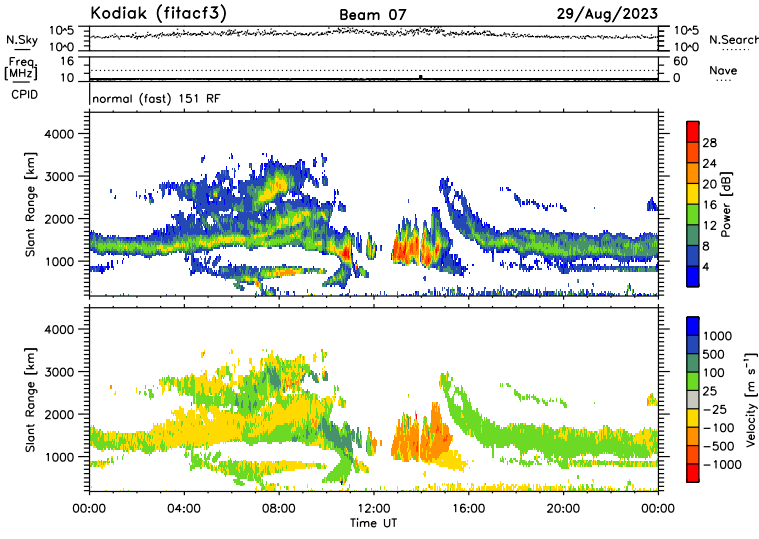 Kodiak (fitacf3) Beam 07 29/Aug/2023
N.Sky 10^5 10^0 10^5 10^0 N.Search
Freq. [MHz] 16 10 60 0 Nave
CPID normal (fast) 151 RF
Slant Range [km] 4000 3000 2000 1000
Power [dB] 28 24 20 16 12 8 4
Slant Range [km] 4000 3000 2000 1000
Velocity [m s⁻¹] 1000 500 100 25 −25 −100 −500 −1000
00:00 04:00 08:00 12:00 16:00 20:00 00:00
Time UT